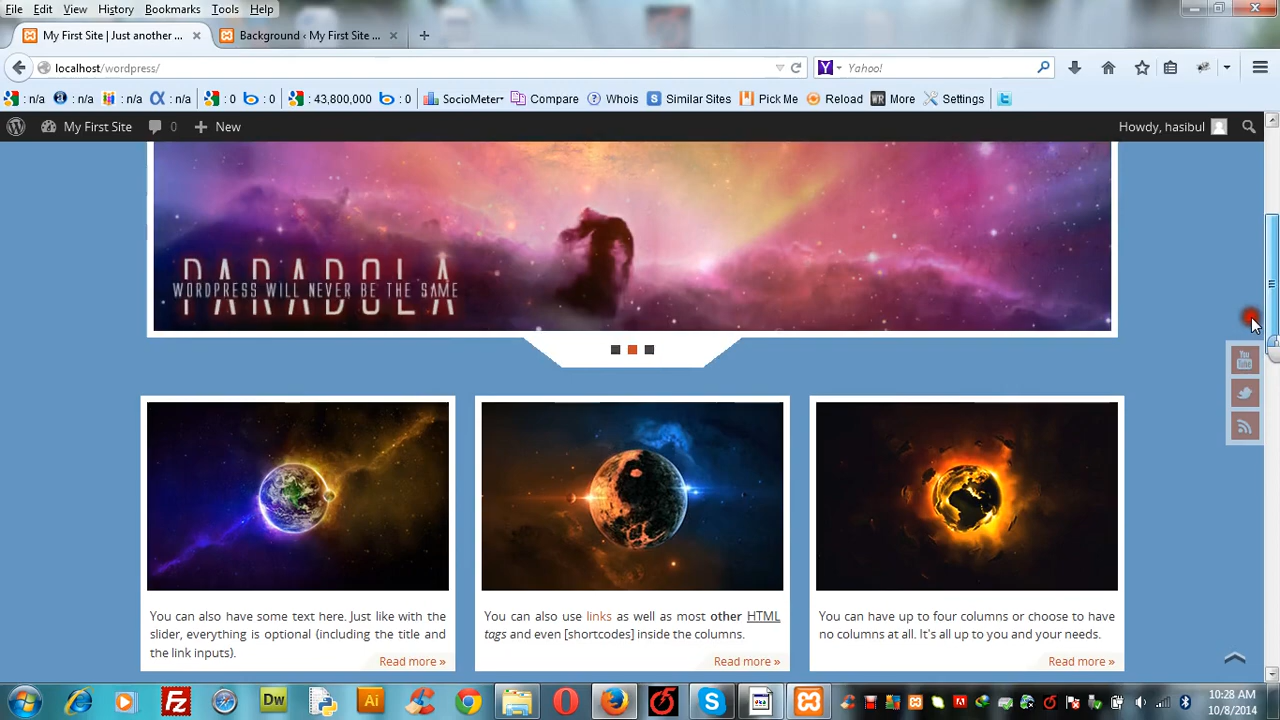 File Edit View History Bookmarks Tools Help
My First Site | Just another ... Background ‹ My First Site ...
localhost/wordpress/ Yahoo!
: n/a : n/a : n/a : n/a : 0 : 0 : 43,800,000 : 0 SocioMeter Compare Whois Similar Sites Pick Me Reload More Settings
My First Site 0 New Howdy, hasibul
PARADOLA
WORDPRESS WILL NEVER BE THE SAME
You Tube
You can also have some text here. Just like with the
slider, everything is optional (including the title and
the link inputs).
Read more »
You can also use links as well as most other HTML
tags and even [shortcodes] inside the columns.
Read more »
You can have up to four columns or choose to have
no columns at all. It's all up to you and your needs.
Read more »
Dw Ai
10:28 AM
10/8/2014